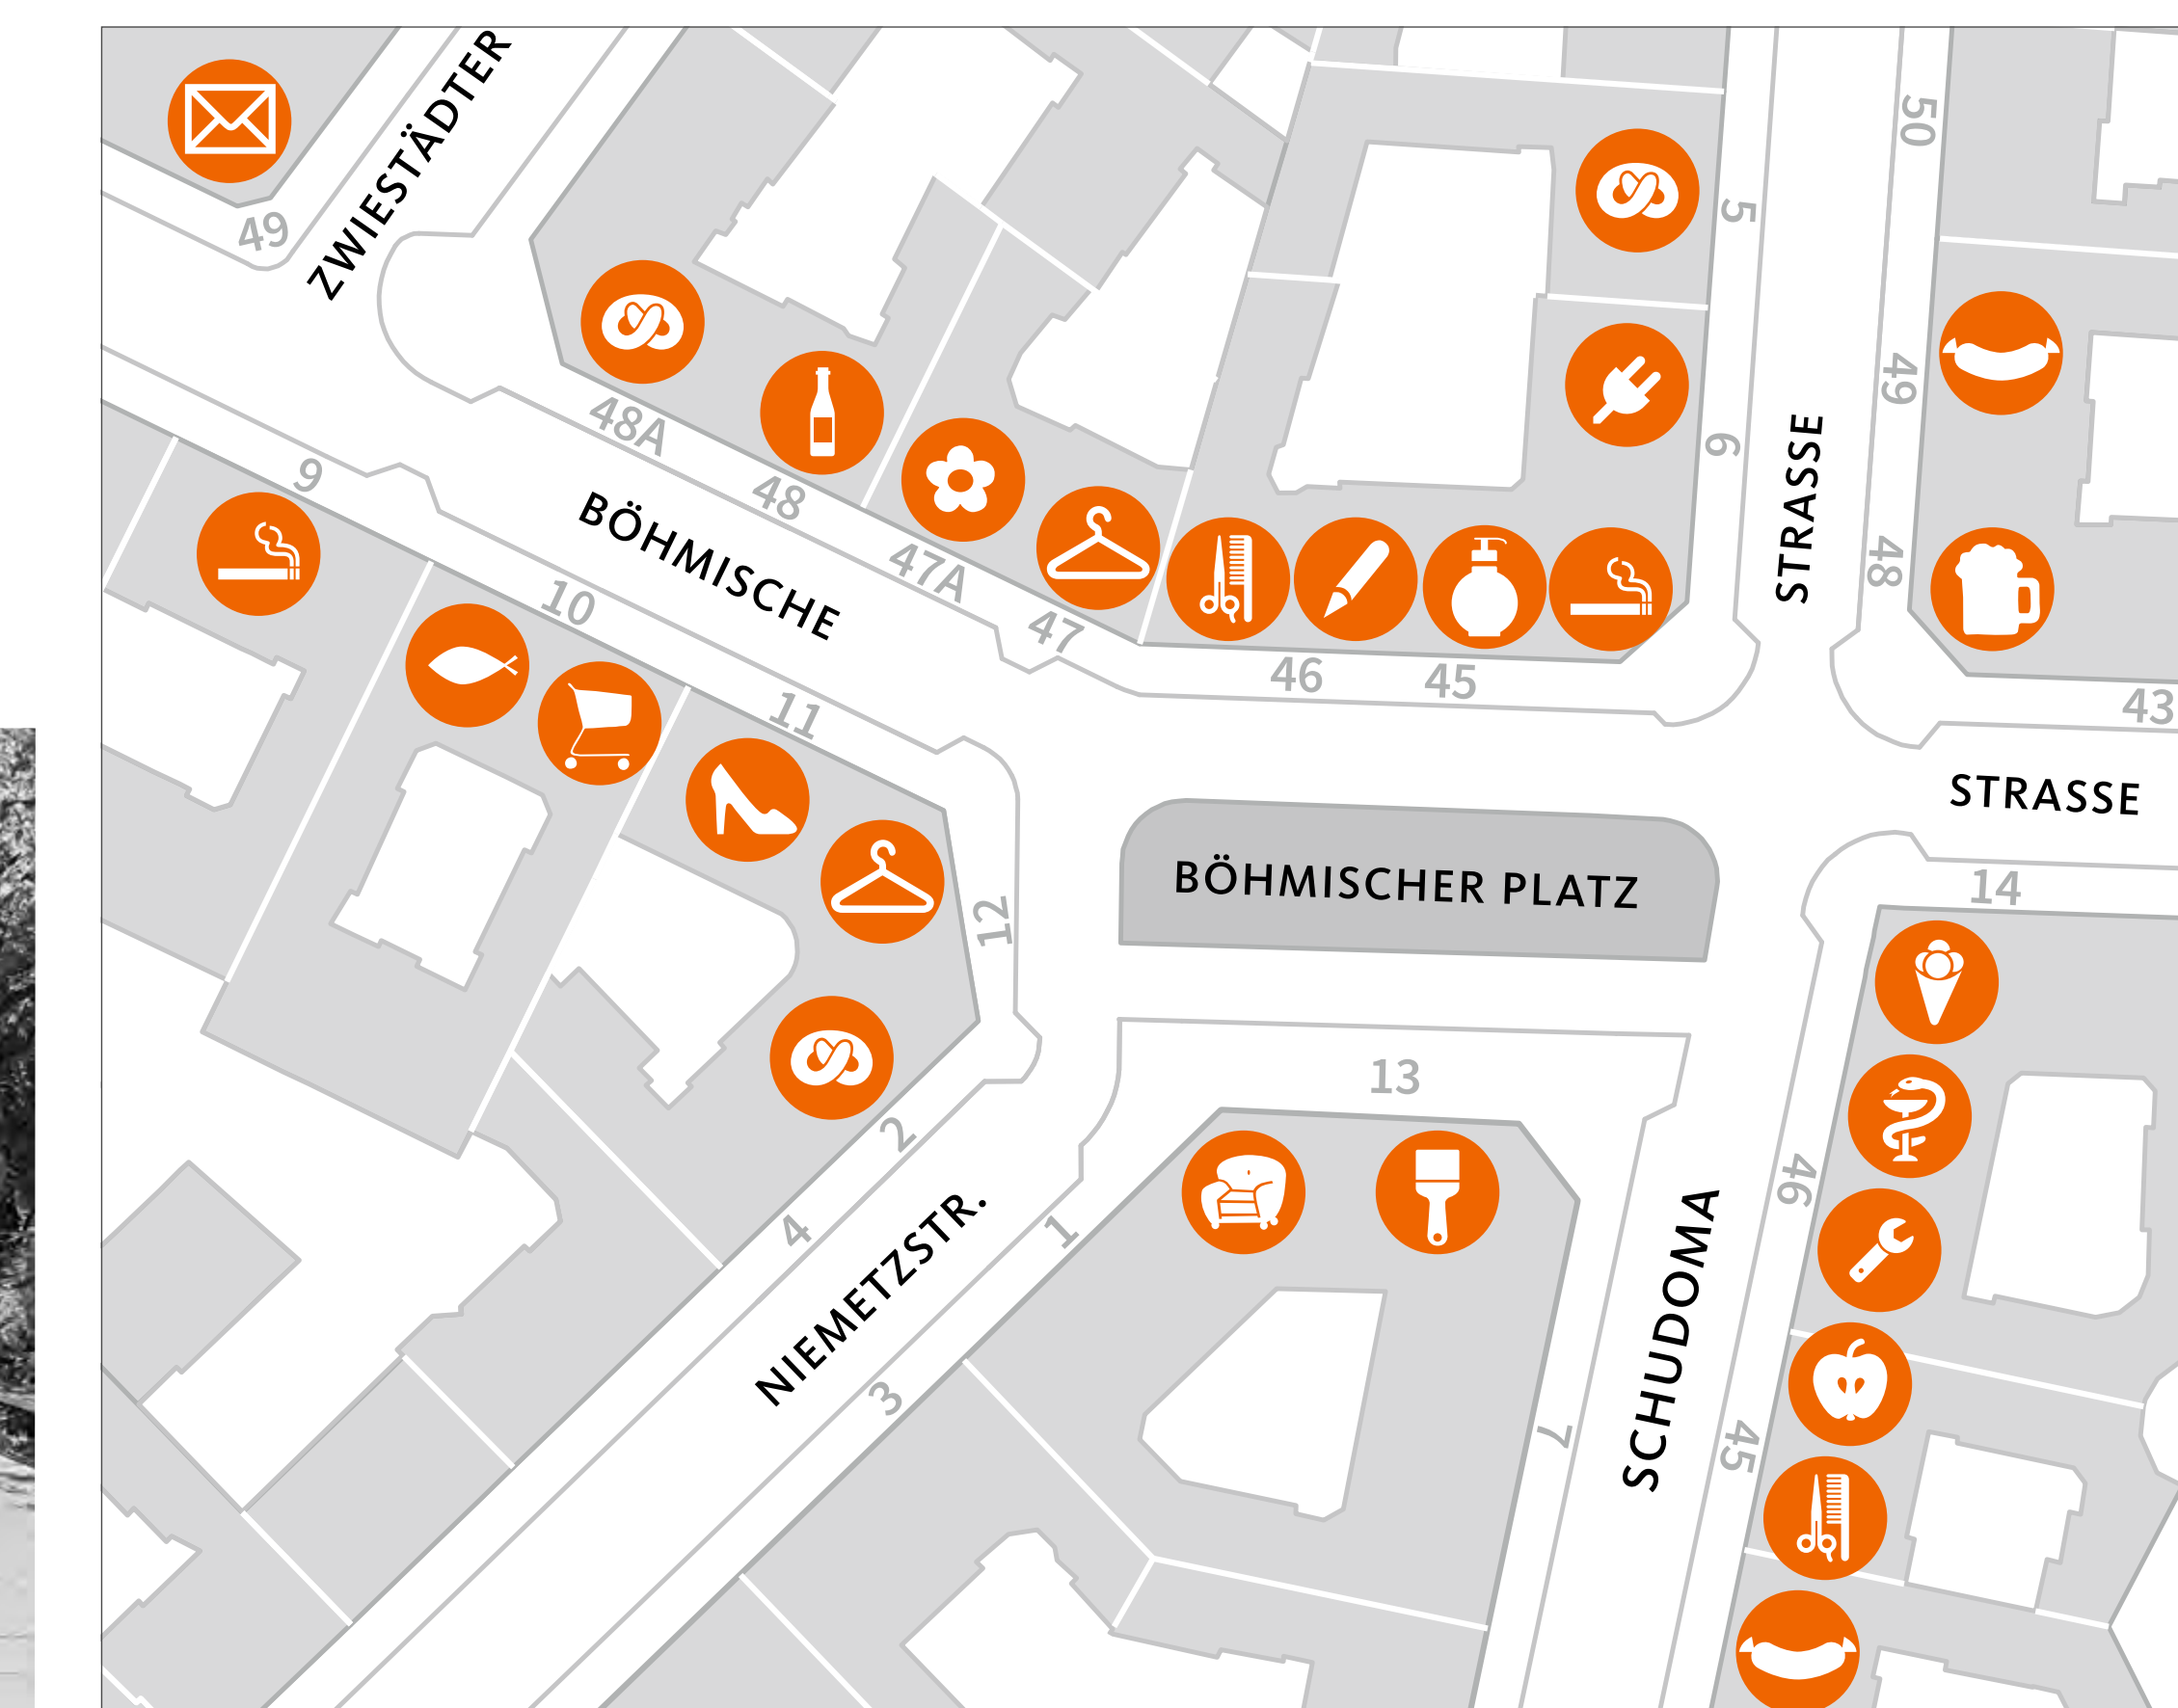 ZWIESTÄDTER
50
49
5
48A
49
9
6
48
STRASSE
BÖHMISCHE
47A
48
10
47
46
45
43
11
STRASSE
BÖHMISCHER PLATZ
14
12
13
2
46
4
NIEMETZSTR.
1
SCHUDOMA
3
7
45